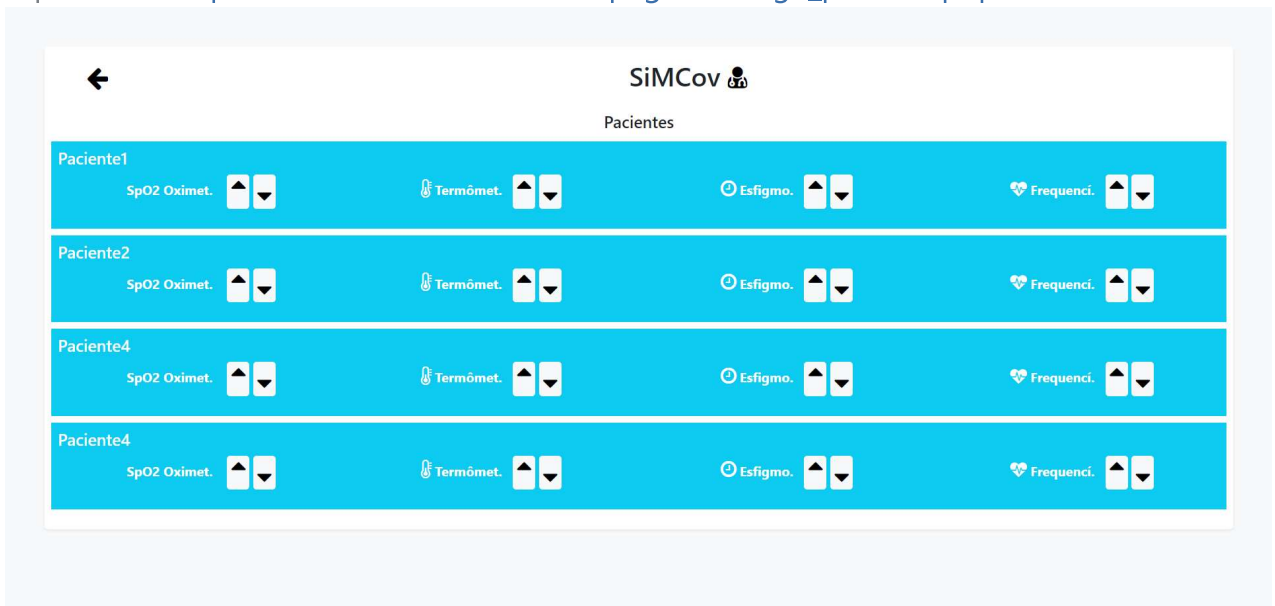 SiMCov
Pacientes
Paciente1
SpO2 Oximet. Termômet. Esfigmo. Frequencí.
Paciente2
SpO2 Oximet. Termômet. Esfigmo. Frequencí.
Paciente4
SpO2 Oximet. Termômet. Esfigmo. Frequencí.
Paciente4
SpO2 Oximet. Termômet. Esfigmo. Frequencí.